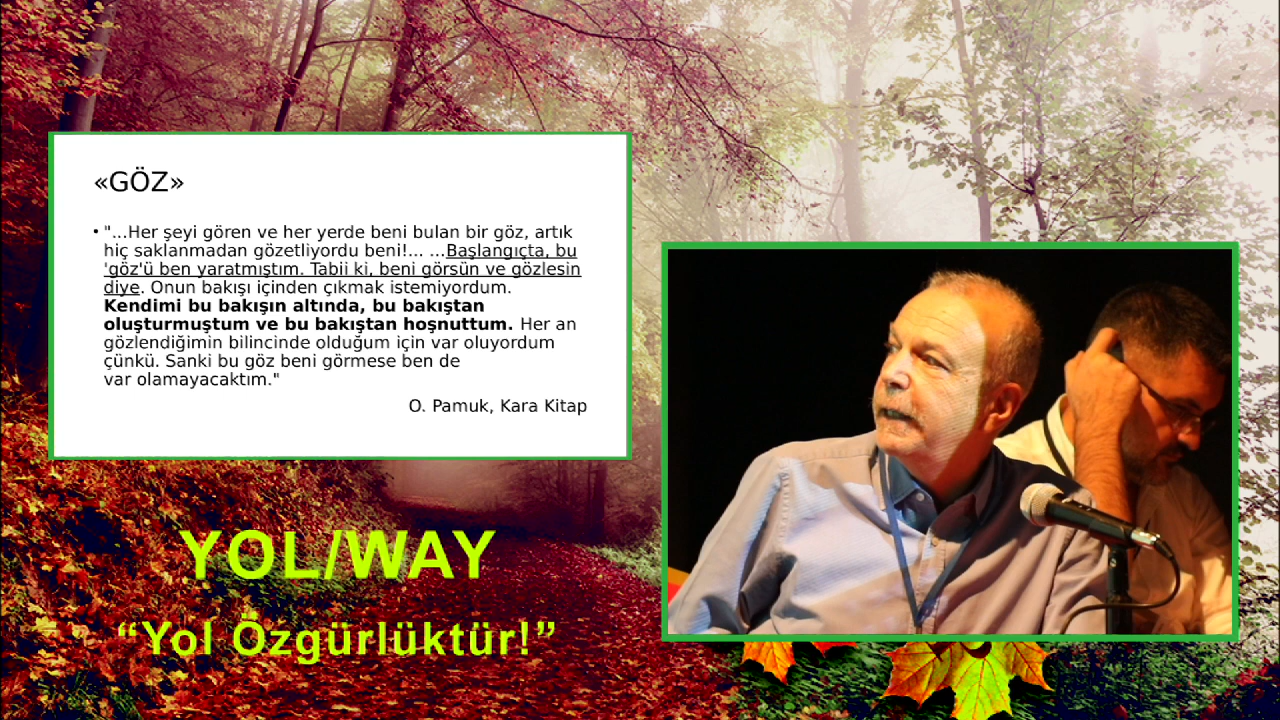 «GÖZ»
• "...Her şeyi gören ve her yerde beni bulan bir göz, artık
hiç saklanmadan gözetliyordu beni!... ...Başlangıçta, bu
'göz'ü ben yaratmıştım. Tabii ki, beni görsün ve gözlesin
diye. Onun bakışı içinden çıkmak istemiyordum.
Kendimi bu bakışın altında, bu bakıştan
oluşturmuştum ve bu bakıştan hoşnuttum. Her an
gözlendiğimin bilincinde olduğum için var oluyordum
çünkü. Sanki bu göz beni görmese ben de
var olamayacaktım."
O. Pamuk, Kara Kitap
YOL/WAY
“Yol Özgürlüktür!”